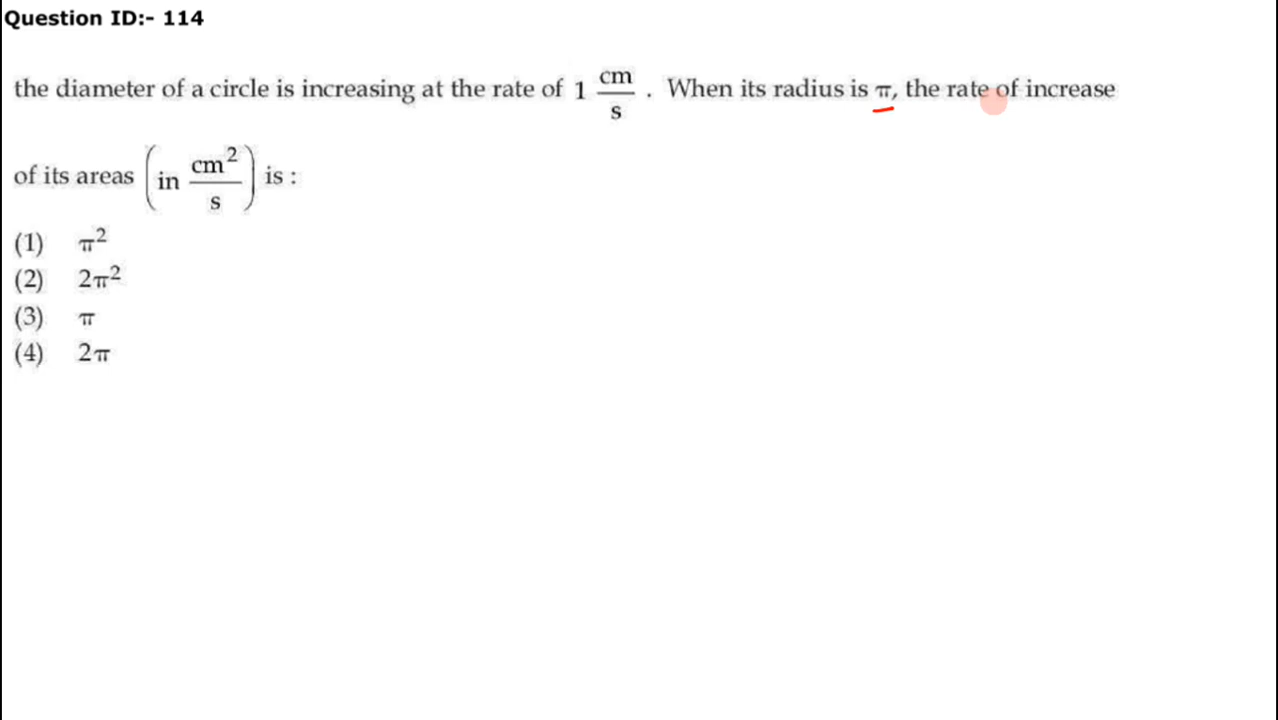 Question ID:- 114
the diameter of a circle is increasing at the rate of 1 cm/s . When its radius is π, the rate of increase
of its areas (in cm²/s) is :
(1) π²
(2) 2π²
(3) π
(4) 2π